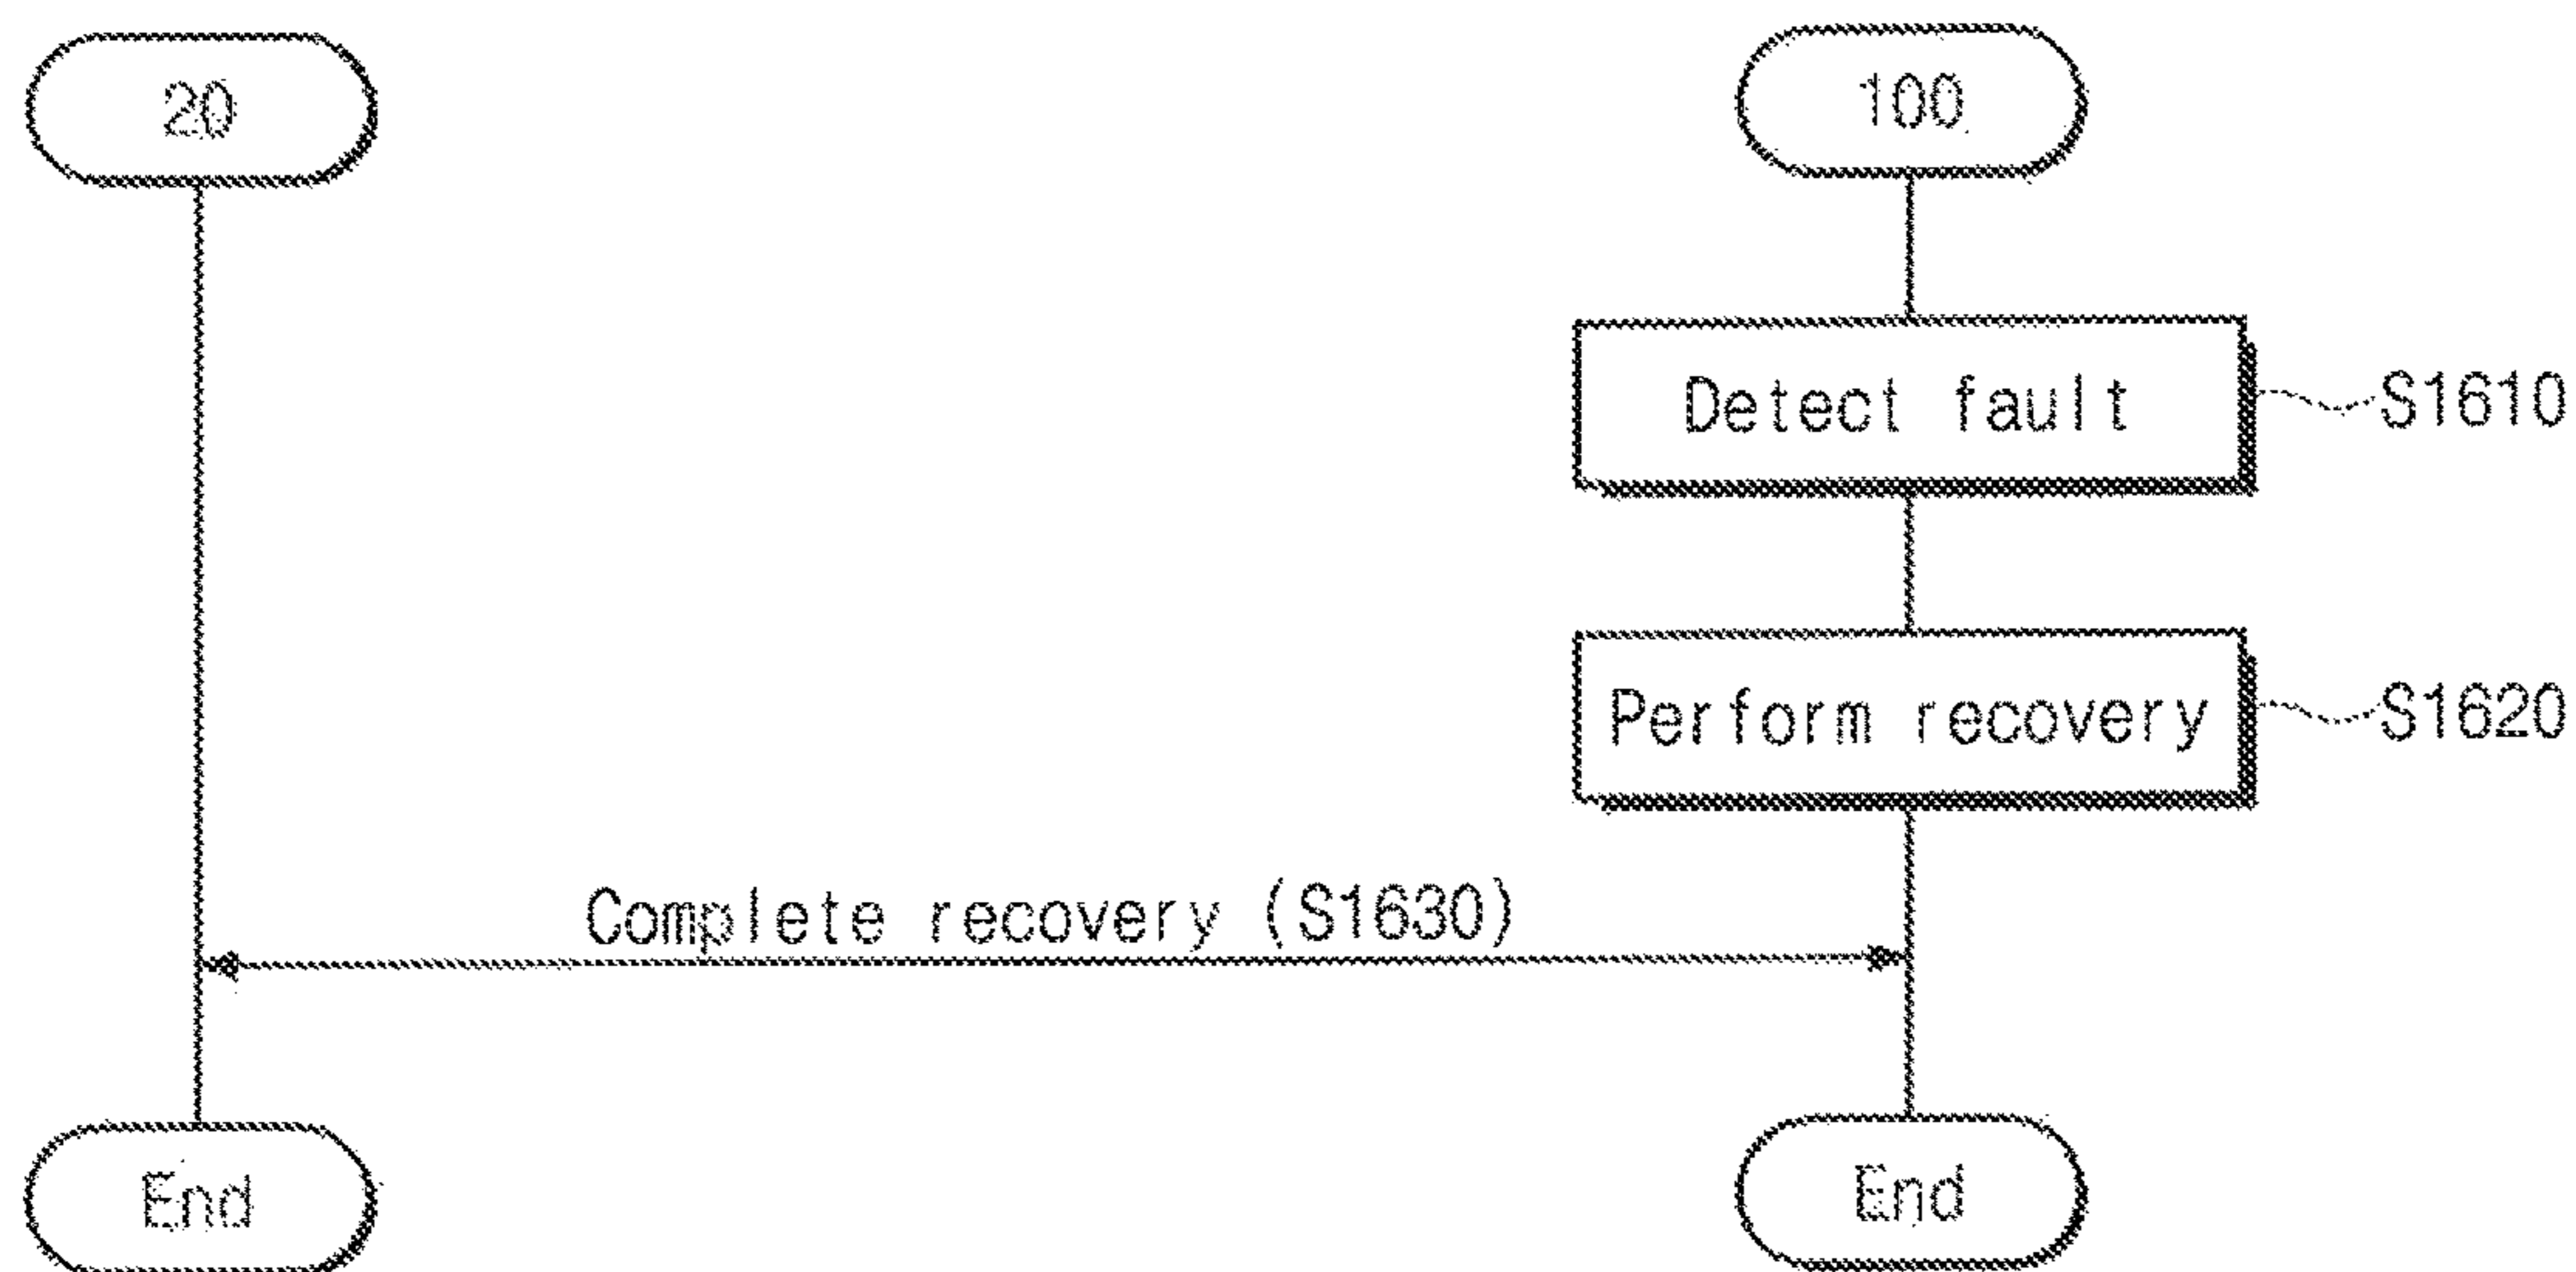 20
100
Detect fault
S1610
Perform recovery
S1620
Complete recovery (S1630)
End
End